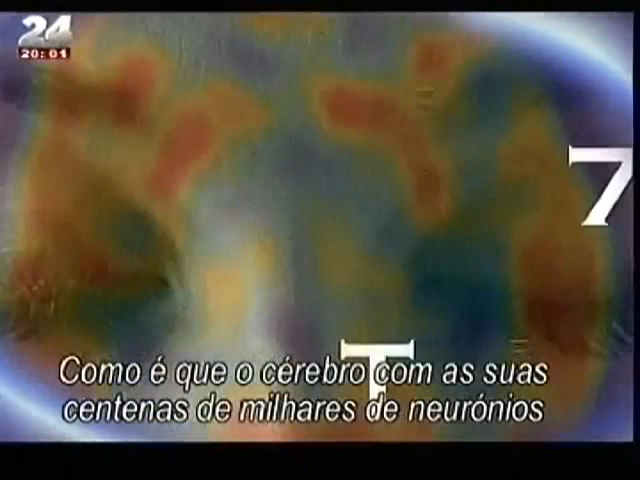 24
20:01
7
T
Como é que o cérebro com as suas
centenas de milhares de neurónios